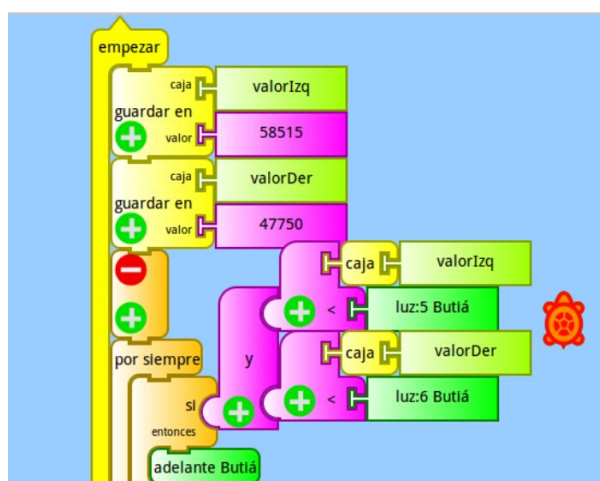 empezar
caja valorIzq
guardar en
valor 58515
caja valorDer
guardar en
valor 47750
caja valorIzq
< luz:5 Butiá
y
caja valorDer
< luz:6 Butiá
por siempre
si
entonces
adelante Butiá